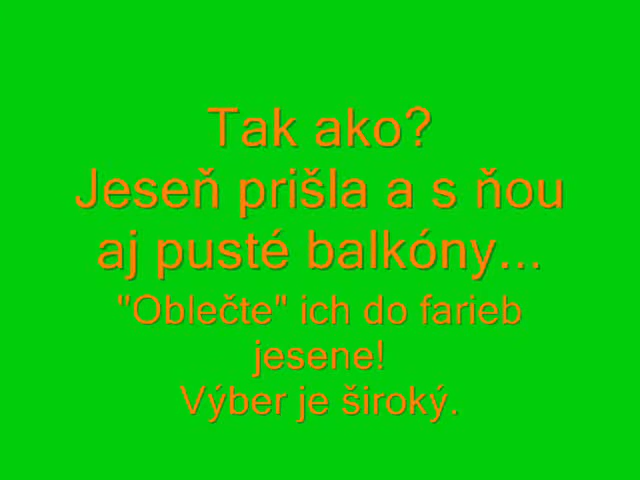 Tak ako?
Jeseň prišla a s ňou
aj pusté balkóny...
"Oblečte" ich do farieb
jesene!
Výber je široký.